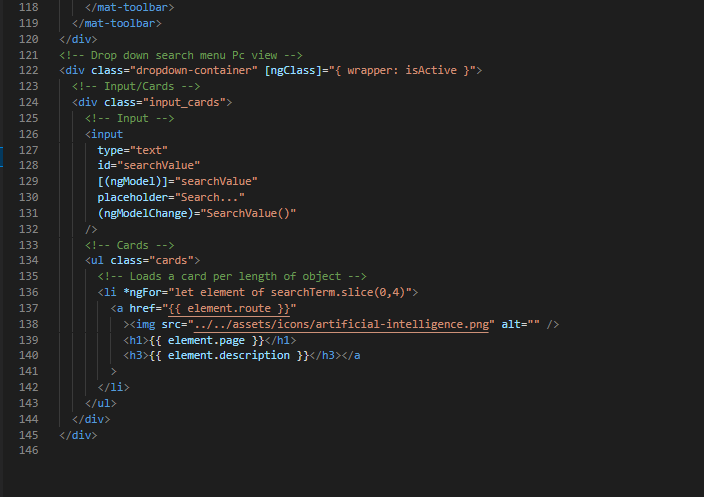 118 </mat-toolbar>
119 </mat-toolbar>
120 </div>
121 <!-- Drop down search menu Pc view -->
122 <div class="dropdown-container" [ngClass]="{ wrapper: isActive }">
123 <!-- Input/Cards -->
124 <div class="input_cards">
125 <!-- Input -->
126 <input
127 type="text"
128 id="searchValue"
129 [(ngModel)]="searchValue"
130 placeholder="Search..."
131 (ngModelChange)="SearchValue()"
132 />
133 <!-- Cards -->
134 <ul class="cards">
135 <!-- Loads a card per length of object -->
136 <li *ngFor="let element of searchTerm.slice(0,4)">
137 <a href="{{ element.route }}"
138 ><img src="../../assets/icons/artificial-intelligence.png" alt="" />
139 <h1>{{ element.page }}</h1>
140 <h3>{{ element.description }}</h3></a
141 >
142 </li>
143 </ul>
144 </div>
145 </div>
146